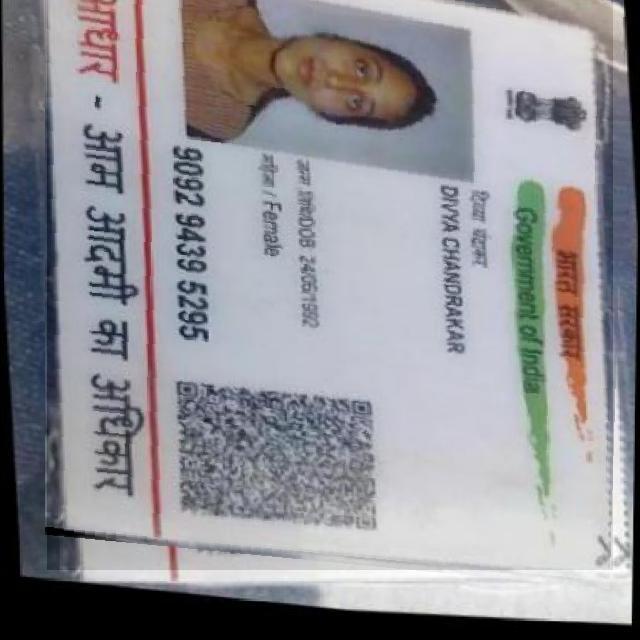 भारत सरकार
Government of India
दिव्या चंद्राकर
DIVYA CHANDRAKAR
जन्म तिथि/DOB 24/05/1992
महिला / Female
9092 9439 5295
आधार - आम आदमी का अधिकार